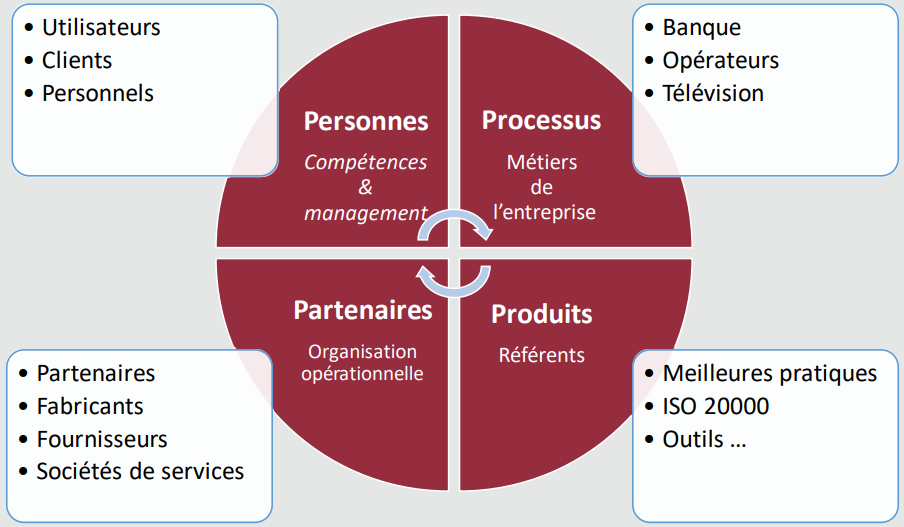 • Utilisateurs
• Clients
• Personnels
Personnes
Compétences
&
management
• Banque
• Opérateurs
• Télévision
Processus
Métiers
de
l’entreprise
• Partenaires
• Fabricants
• Fournisseurs
• Sociétés de services
Partenaires
Organisation
opérationnelle
Produits
Référents
• Meilleures pratiques
• ISO 20000
• Outils …